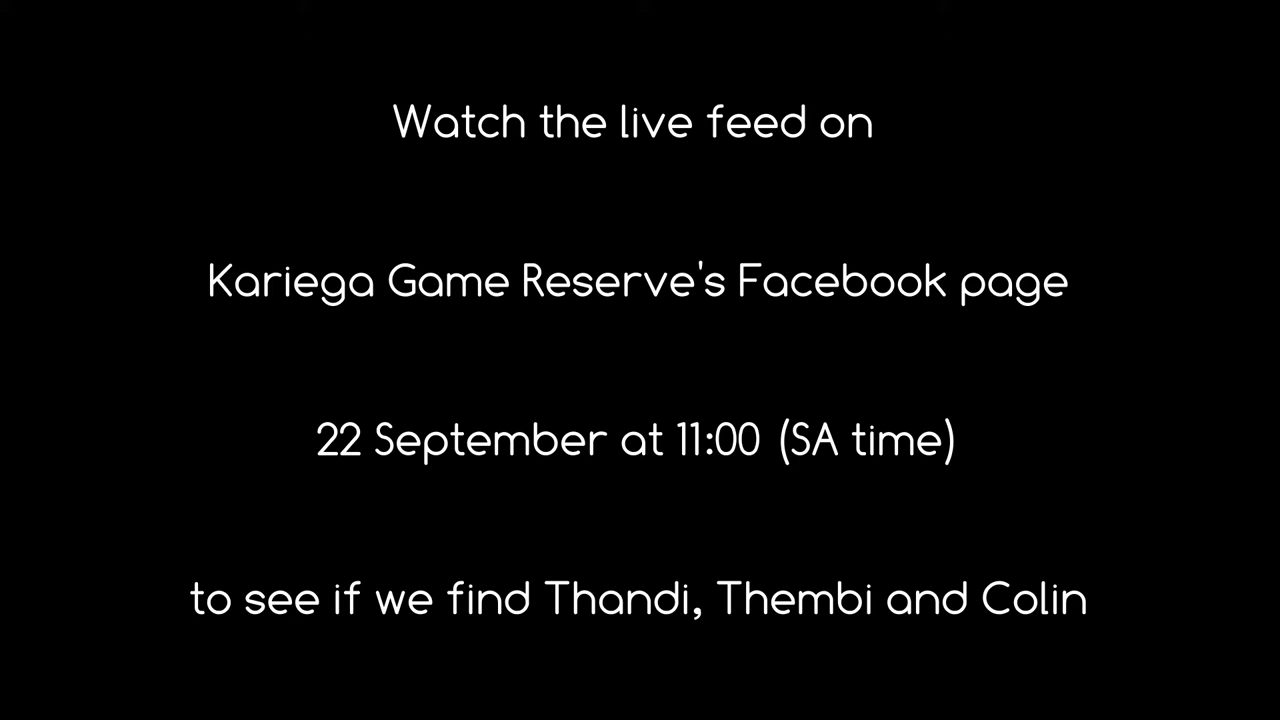 Watch the live feed on
Kariega Game Reserve's Facebook page
22 September at 11:00 (SA time)
to see if we find Thandi, Thembi and Colin